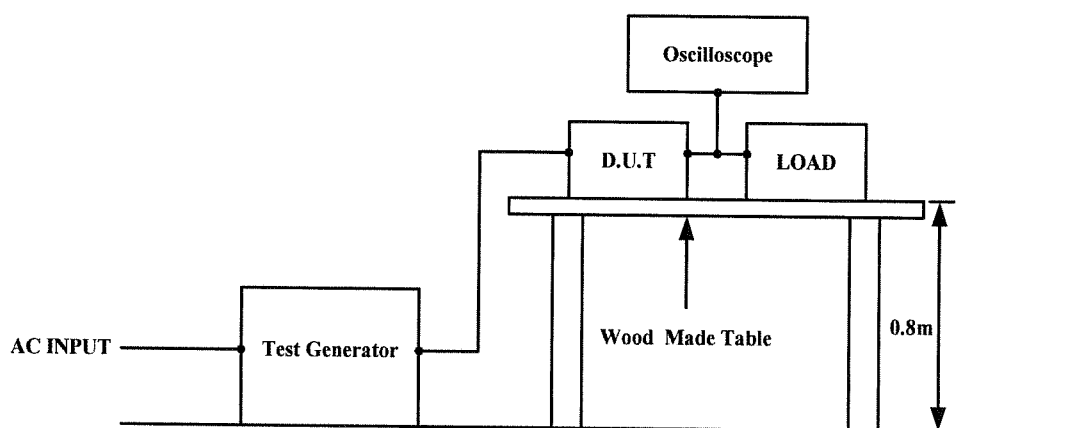 Oscilloscope
D.U.T
LOAD
Wood Made Table
0.8m
AC INPUT
Test Generator